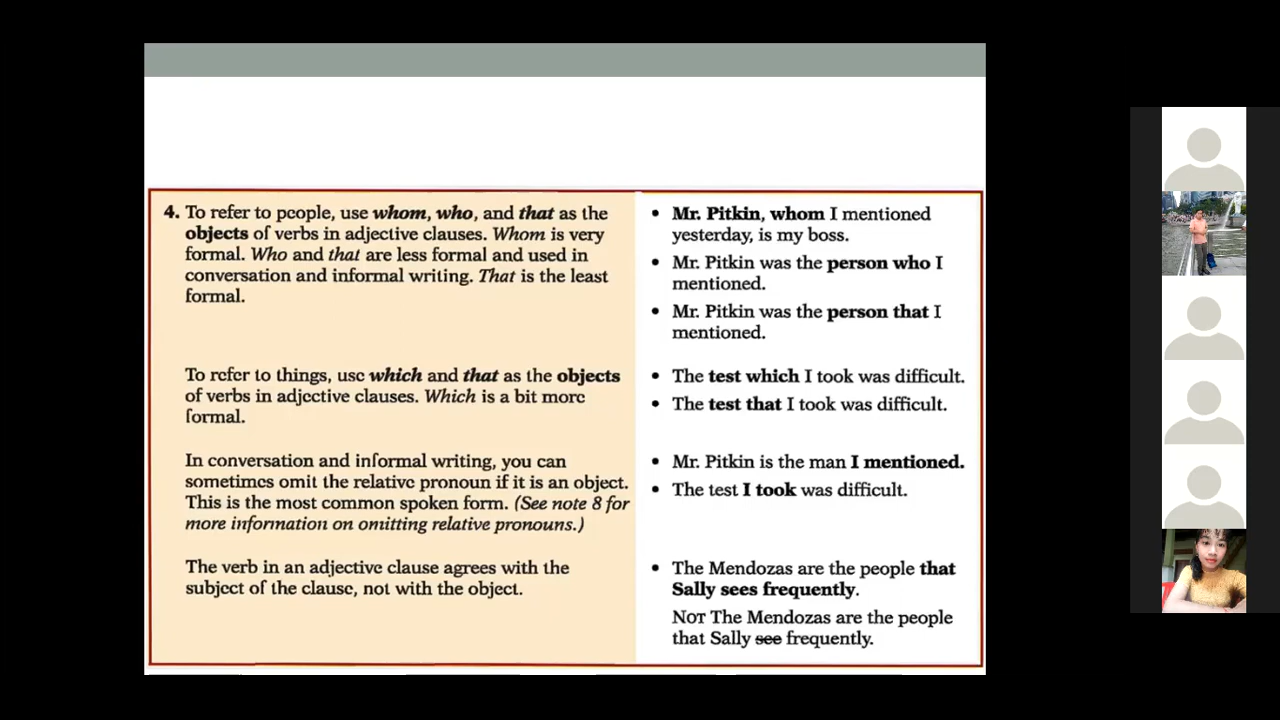 4. To refer to people, use whom, who, and that as the
objects of verbs in adjective clauses. Whom is very
formal. Who and that are less formal and used in
conversation and informal writing. That is the least
formal.
• Mr. Pitkin, whom I mentioned
yesterday, is my boss.
• Mr. Pitkin was the person who I
mentioned.
• Mr. Pitkin was the person that I
mentioned.
To refer to things, use which and that as the objects
of verbs in adjective clauses. Which is a bit more
formal.
• The test which I took was difficult.
• The test that I took was difficult.
In conversation and informal writing, you can
sometimes omit the relative pronoun if it is an object.
This is the most common spoken form. (See note 8 for
more information on omitting relative pronouns.)
• Mr. Pitkin is the man I mentioned.
• The test I took was difficult.
The verb in an adjective clause agrees with the
subject of the clause, not with the object.
• The Mendozas are the people that
Sally sees frequently.
NOT The Mendozas are the people
that Sally see frequently.